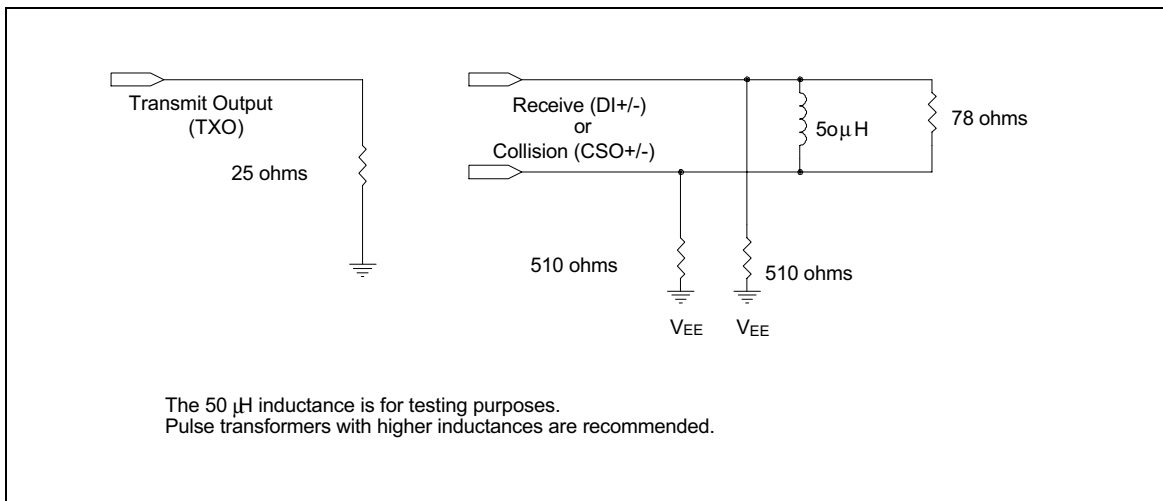 Transmit Output
(TXO)
25 ohms
Receive (DI+/-)
or
Collision (CSO+/-)
5oμH
78 ohms
510 ohms
510 ohms
VEE
VEE
The 50 μH inductance is for testing purposes.
Pulse transformers with higher inductances are recommended.